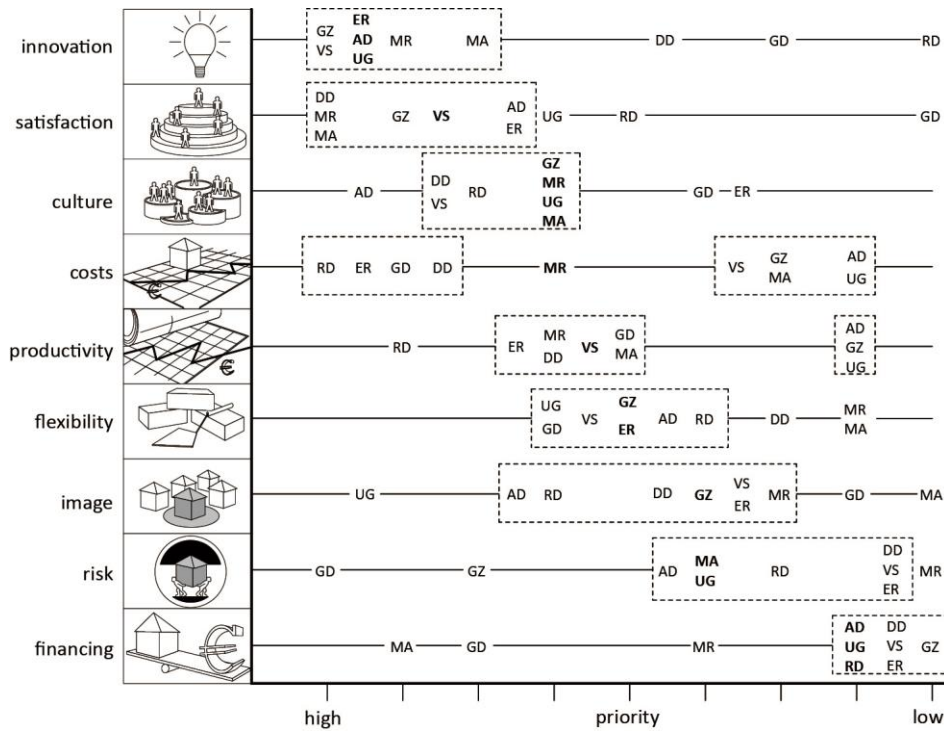 ER
GZ
innovation AD MR MA DD GD RD
VS
UG
DD
AD
satisfaction MR GZ VS UG RD GD
MA ER
GZ
DD MR
culture AD RD GD ER
VS UG
MA
GZ AD
costs RD ER GD DD MR VS
MA UG
€
AD
MR GD
productivity RD ER VS GZ
DD MA
€ UG
UG GZ MR
flexibility VS AD RD DD
GD ER MA
VS
image UG AD RD DD GZ MR GD MA
ER
MA DD
risk GD GZ AD RD VS MR
UG ER
AD DD
financing MA GD MR UG VS GZ
RD ER
high priority low